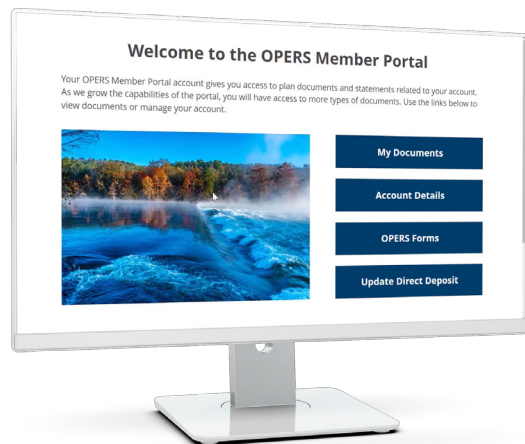 Welcome to the OPERS Member Portal
Your OPERS Member Portal account gives you access to plan documents and statements related to your account.
As we grow the capabilities of the portal, you will have access to more types of documents. Use the links below to
view documents or manage your account.
My Documents
Account Details
OPERS Forms
Update Direct Deposit